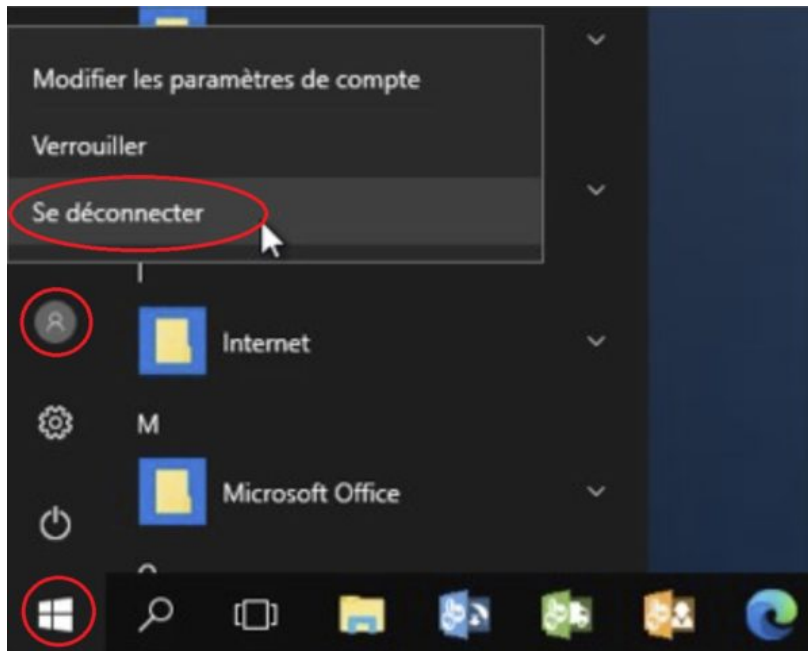 Modifier les paramètres de compte
Verrouiller
Se déconnecter
I
Internet
M
Microsoft Office